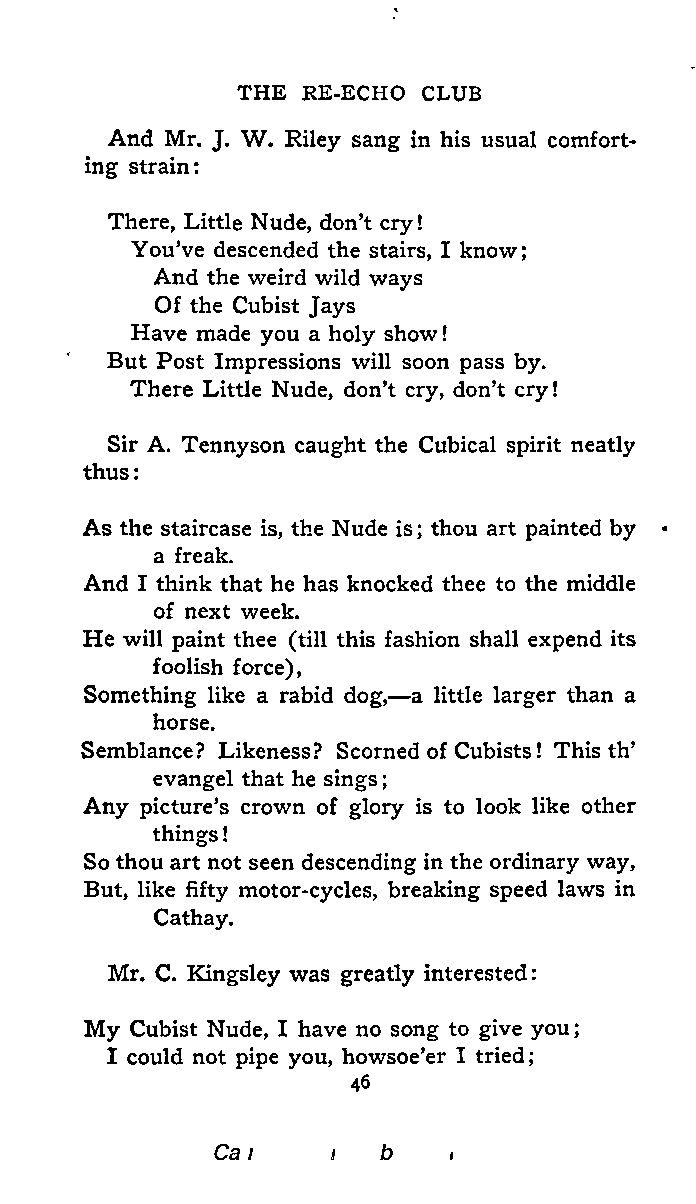 THE RE-ECHO CLUB
And Mr. J. W. Riley sang in his usual comfort-
ing strain:
There, Little Nude, don't cry!
You've descended the stairs, I know;
And the weird wild ways
Of the Cubist Jays
Have made you a holy show!
But Post Impressions will soon pass by.
There Little Nude, don't cry, don't cry!
Sir A. Tennyson caught the Cubical spirit neatly
thus:
As the staircase is, the Nude is; thou art painted by
a freak.
And I think that he has knocked thee to the middle
of next week.
He will paint thee (till this fashion shall expend its
foolish force),
Something like a rabid dog,—a little larger than a
horse.
Semblance? Likeness? Scorned of Cubists! This th'
evangel that he sings;
Any picture's crown of glory is to look like other
things!
So thou art not seen descending in the ordinary way,
But, like fifty motor-cycles, breaking speed laws in
Cathay.
Mr. C. Kingsley was greatly interested:
My Cubist Nude, I have no song to give you;
I could not pipe you, howsoe'er I tried;
46